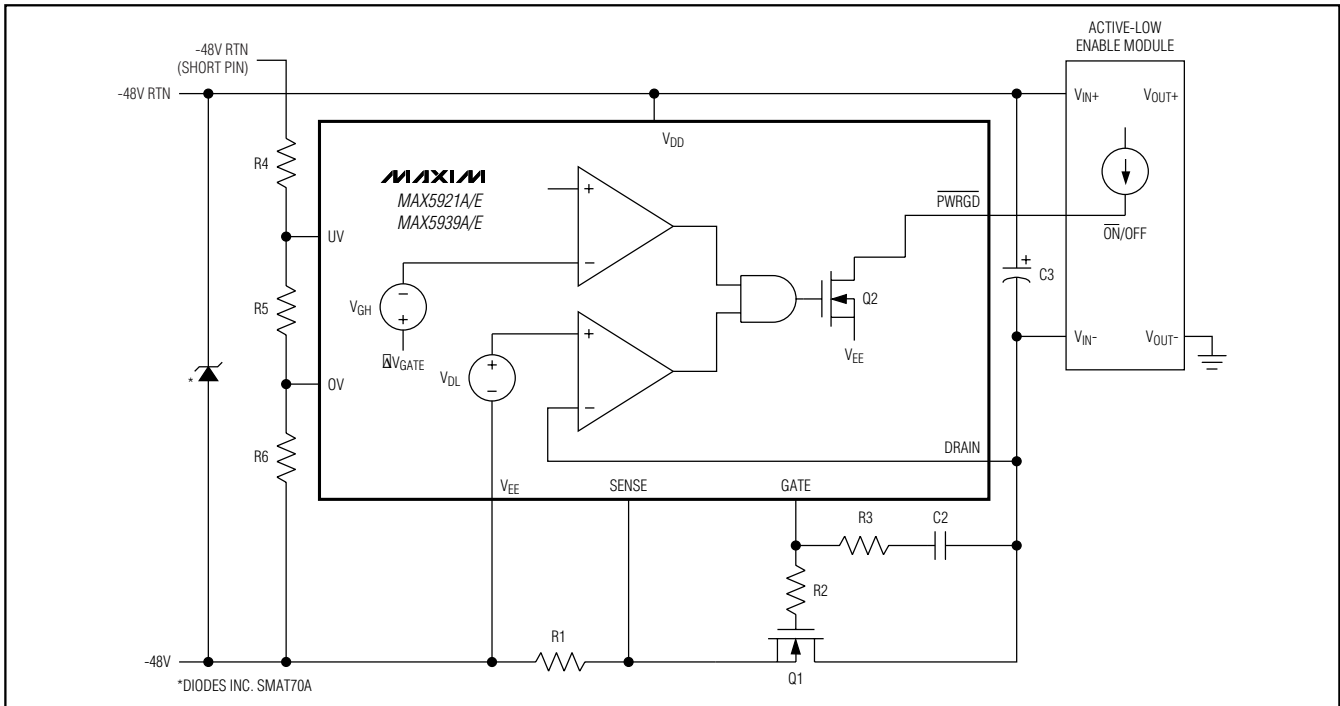 ACTIVE-LOW
ENABLE MODULE
-48V RTN
(SHORT PIN)
-48V RTN
VIN+
VOUT+
VDD
R4
MAXIM
MAX5921A/E
MAX5939A/E
+
PWRGD
ON/OFF
UV
−
+
C3
R5
−
VGH
+
Q2
VEE
VIN-
VOUT-
VGATE
+
+
*
OV
VDL
−
−
R6
DRAIN
VEE
SENSE
GATE
R3
C2
R2
R1
-48V
Q1
*DIODES INC. SMAT70A